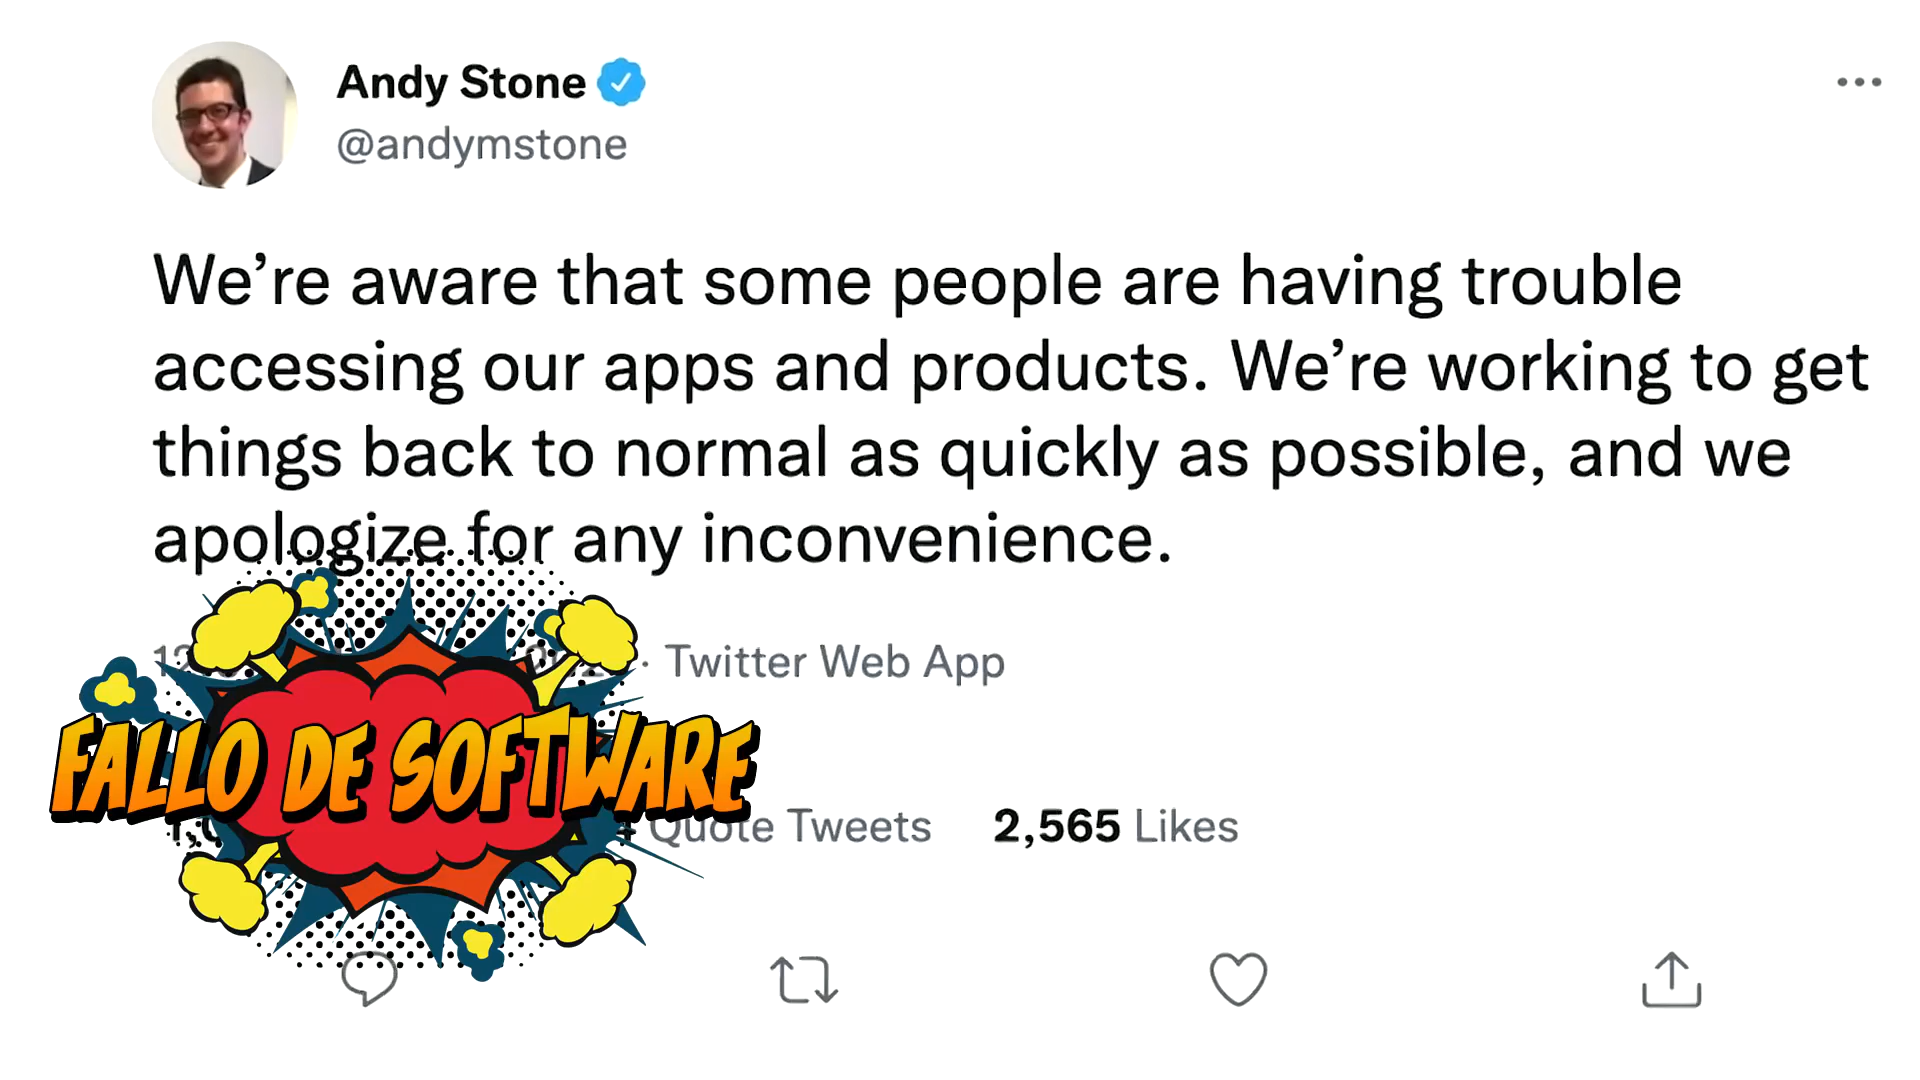 Andy Stone
@andymstone
We’re aware that some people are having trouble
accessing our apps and products. We’re working to get
things back to normal as quickly as possible, and we
apologize for any inconvenience.
· Twitter Web App
FALLO DE SOFTWARE
Quote Tweets 2,565 Likes